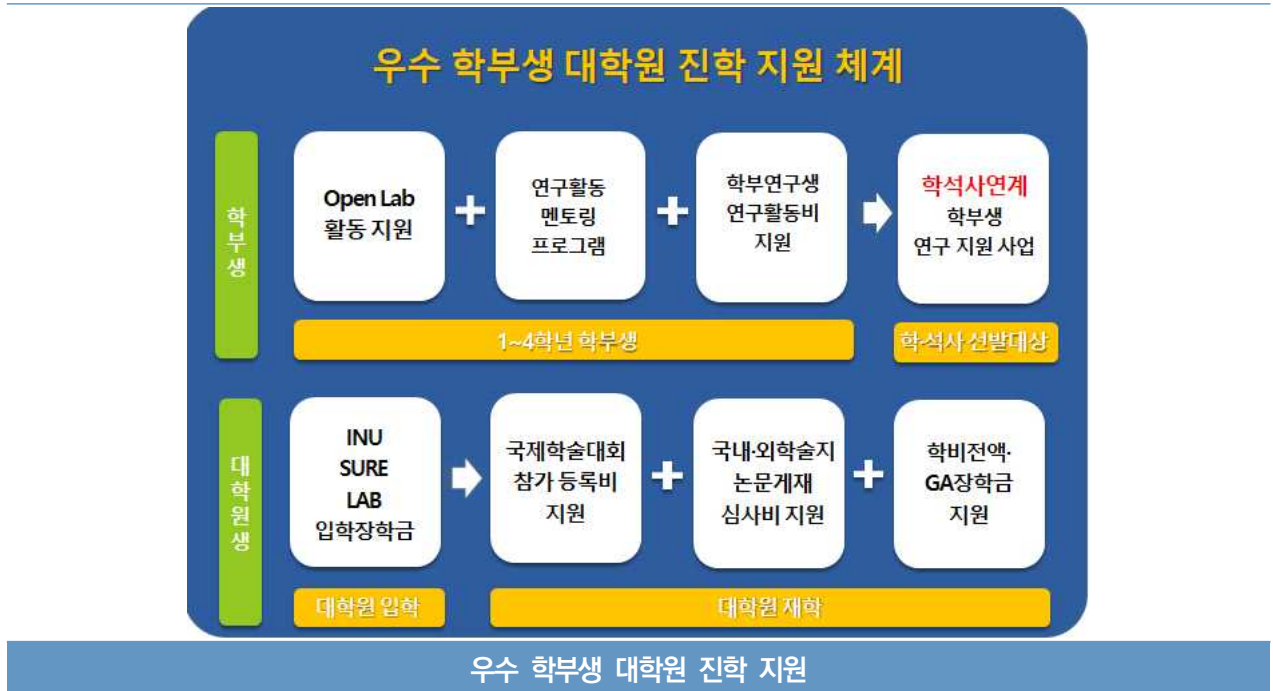 우수 학부생 대학원 진학 지원 체계
학부생
Open Lab
활동 지원
+
연구활동
멘토링
프로그램
+
학부연구생
연구활동비
지원
학석사연계
학부생
연구 지원 사업
1~4학년 학부생
학·석사 선발대상
대학원생
INU
SURE
LAB
입학장학금
국제학술대회
참가 등록비
지원
+
국내·외학술지
논문게재
심사비 지원
+
학비전액·
GA장학금
지원
대학원 입학
대학원 재학
우수 학부생 대학원 진학 지원